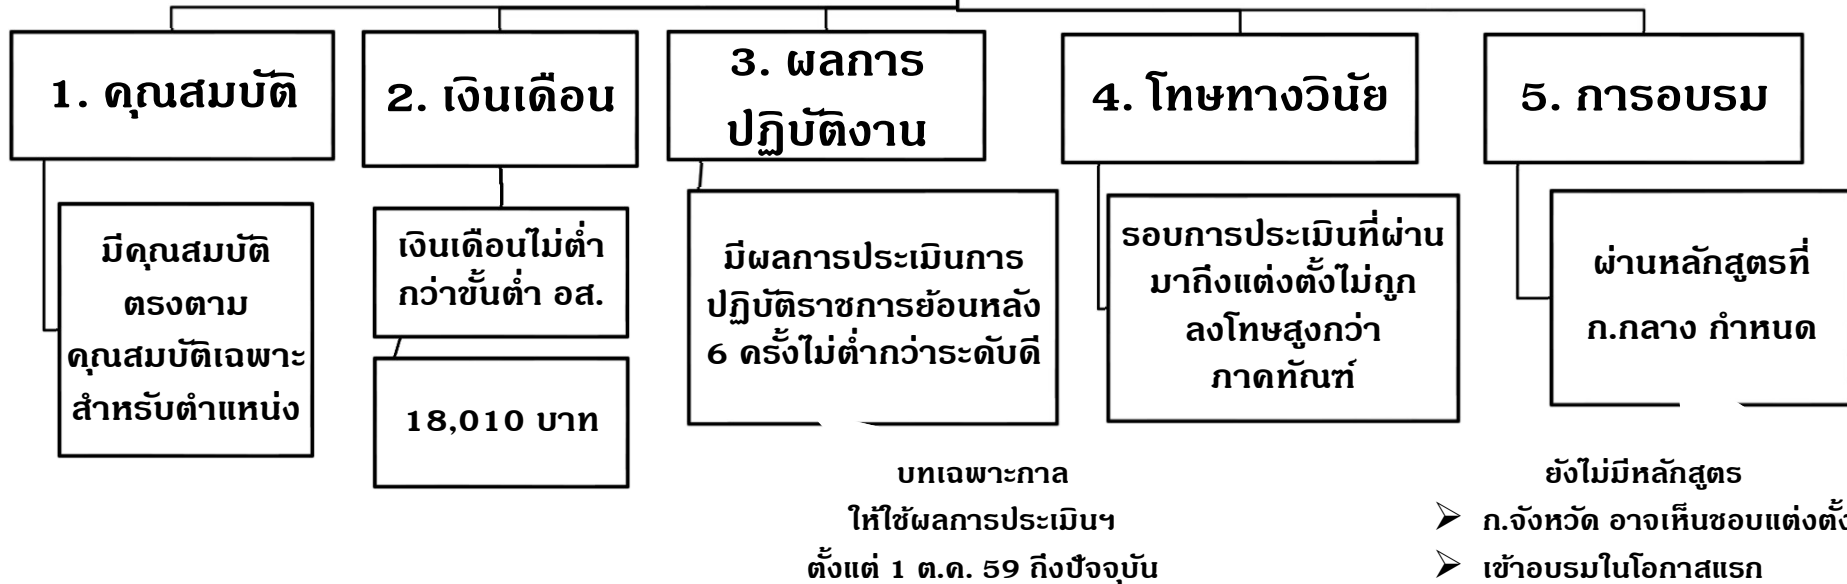 1. คุณสมบัติ
มีคุณสมบัติ
ตรงตาม
คุณสมบัติเฉพาะ
สำหรับตำแหน่ง
2. เงินเดือน
เงินเดือนไม่ต่ำ
กว่าขั้นต่ำ อส.
18,010 บาท
3. ผลการ
ปฏิบัติงาน
มีผลการประเมินการ
ปฏิบัติราชการย้อนหลัง
6 ครั้งไม่ต่ำกว่าระดับดี
บทเฉพาะกาล
ให้ใช้ผลการประเมินฯ
ตั้งแต่ 1 ต.ค. 59 ถึงปัจจุบัน
4. โทษทางวินัย
รอบการประเมินที่ผ่าน
มาถึงแต่งตั้งไม่ถูก
ลงโทษสูงกว่า
ภาคทัณฑ์
5. การอบรม
ผ่านหลักสูตรที่
ก.กลาง กำหนด
ยังไม่มีหลักสูตร
➢ ก.จังหวัด อาจเห็นชอบแต่งตั้ง
➢ เข้าอบรมในโอกาสแรก